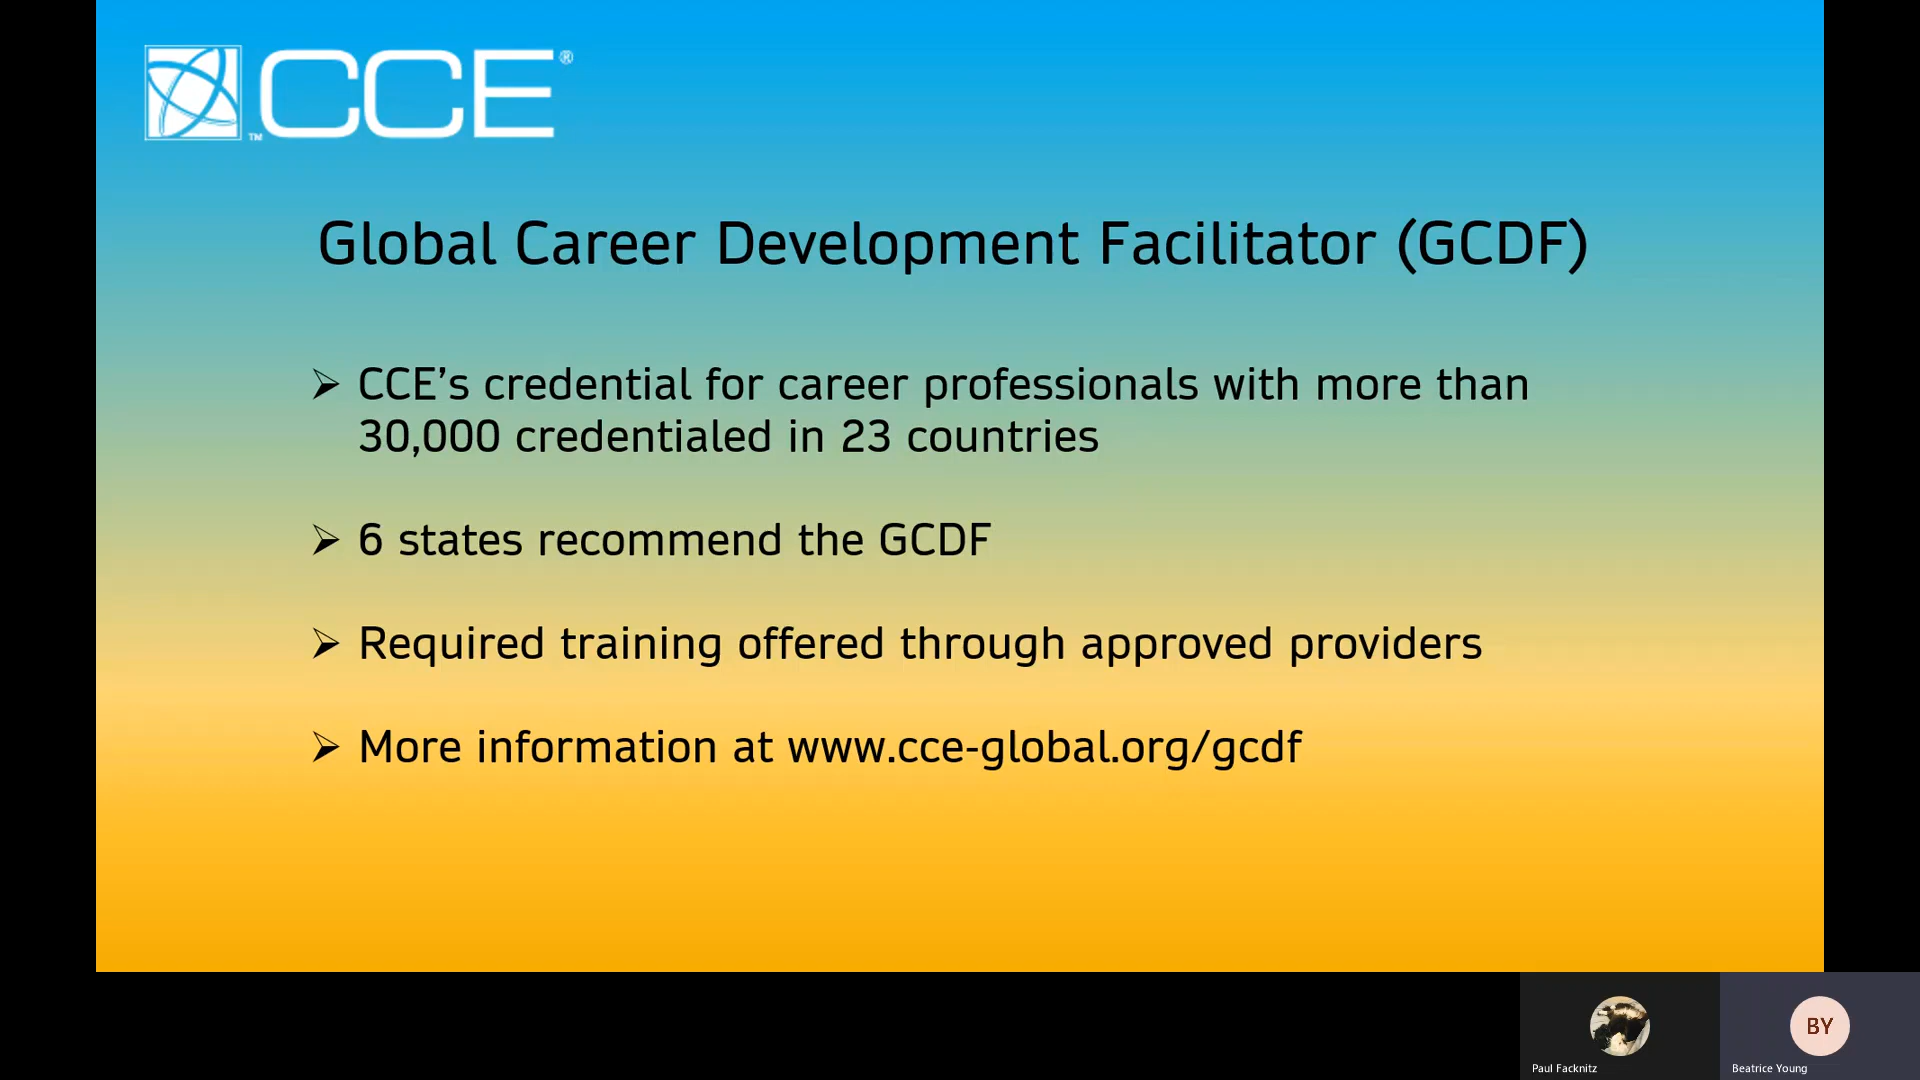 ™CCE®
Global Career Development Facilitator (GCDF)
➢ CCE’s credential for career professionals with more than
30,000 credentialed in 23 countries
➢ 6 states recommend the GCDF
➢ Required training offered through approved providers
➢ More information at www.cce-global.org/gcdf
BY
Paul Facknitz
Beatrice Young